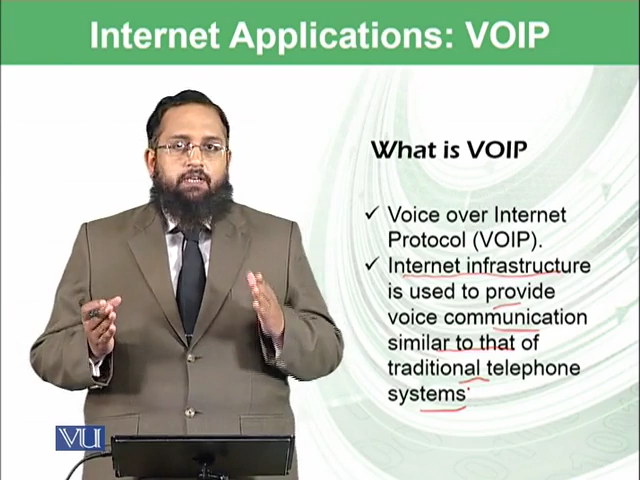 Internet Applications: VOIP
What is VOIP
✓ Voice over Internet
Protocol (VOIP).
✓ Internet infrastructure
is used to provide
voice communication
similar to that of
traditional telephone
systems
VU